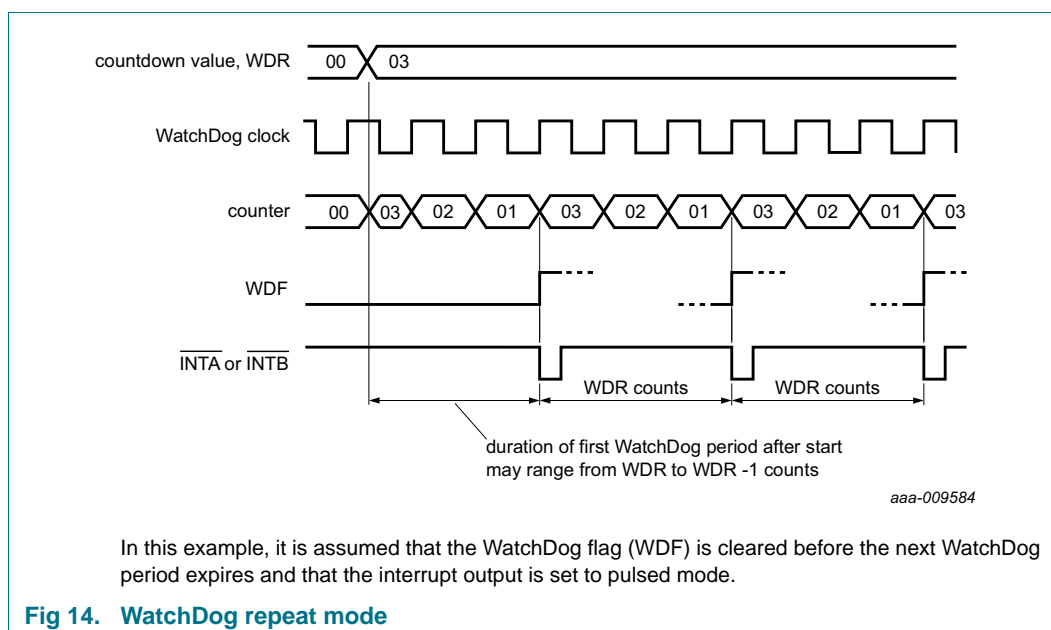 countdown value, WDR 00 03
WatchDog clock
counter 00 03 02 01 03 02 01 03 02 01 03
WDF
INTA or INTB
WDR counts WDR counts
duration of first WatchDog period after start
may range from WDR to WDR -1 counts
aaa-009584
In this example, it is assumed that the WatchDog flag (WDF) is cleared before the next WatchDog
period expires and that the interrupt output is set to pulsed mode.
Fig 14. WatchDog repeat mode